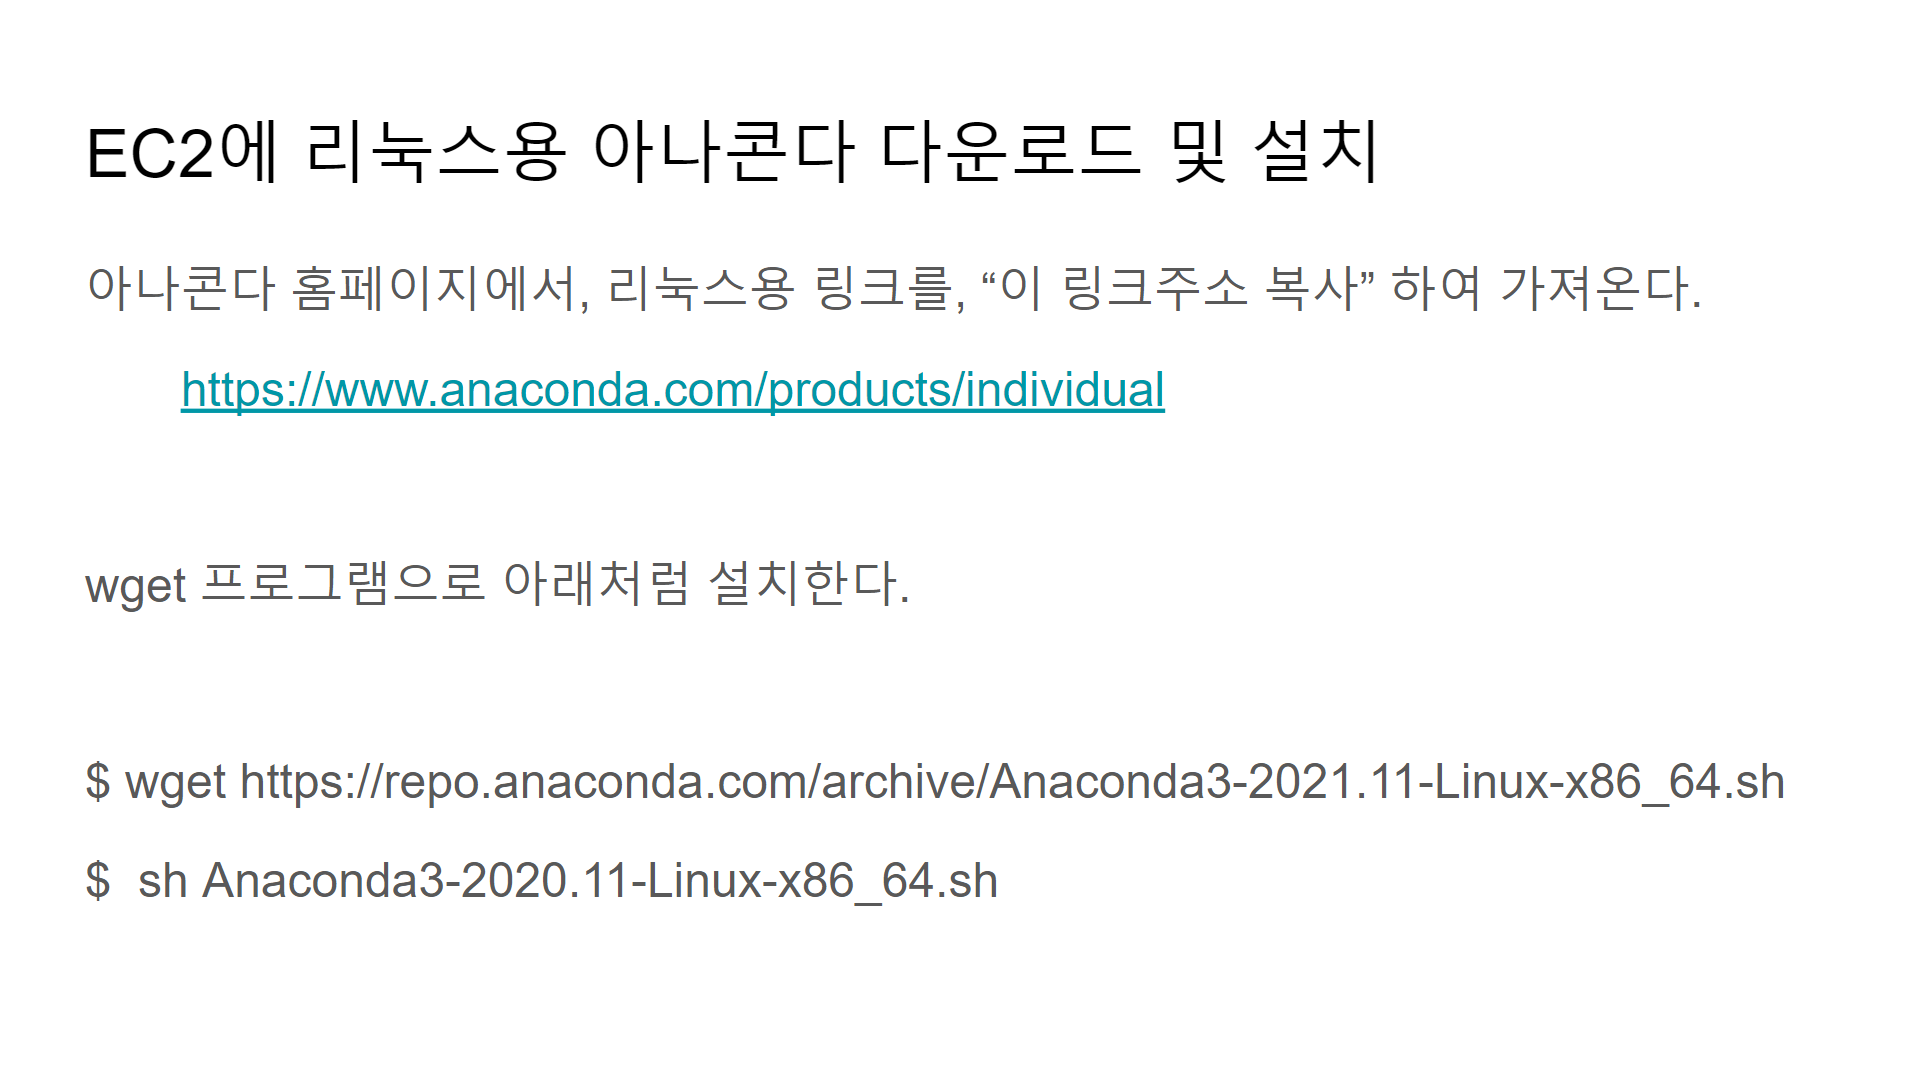 EC2에 리눅스용 아나콘다 다운로드 및 설치
아나콘다 홈페이지에서, 리눅스용 링크를, “이 링크주소 복사” 하여 가져온다.
https://www.anaconda.com/products/individual
wget 프로그램으로 아래처럼 설치한다.
$ wget https://repo.anaconda.com/archive/Anaconda3-2021.11-Linux-x86_64.sh
$  sh Anaconda3-2020.11-Linux-x86_64.sh